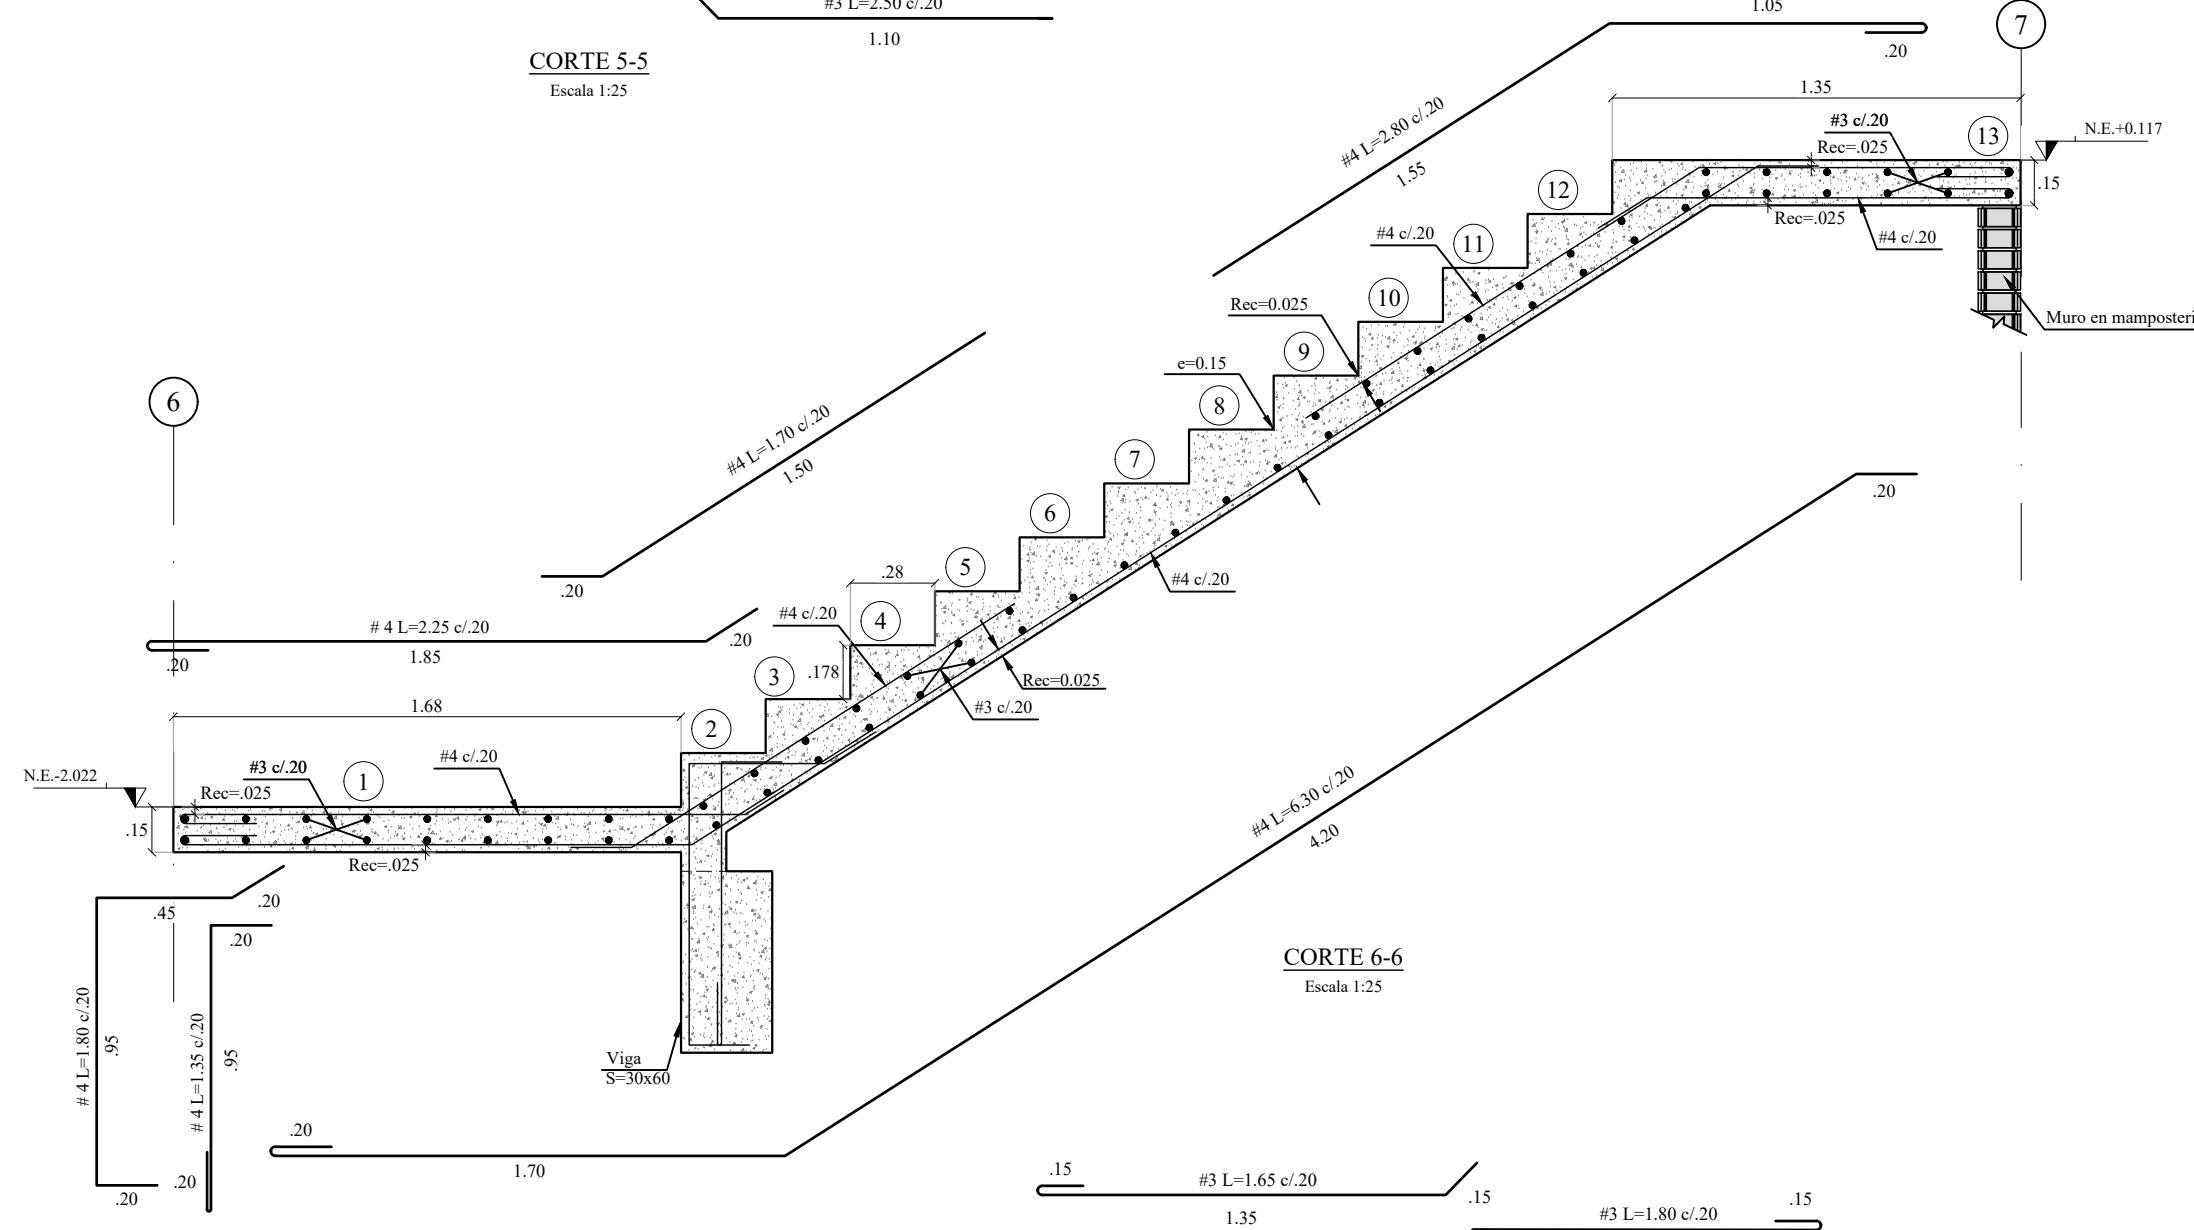 #3 L=2.50 c/.20
1.10
CORTE 5-5
Escala 1:25
1.05
.20
7
#4 L=2.80 c/.20
1.55
1.35
#3 c/.20
Rec=.025
13
N.E.+0.117
.15
Rec=.025
#4 c/.20
Muro en mamposteri
12
#4 c/.20
11
10
Rec=0.025
9
e=0.15
8
7
6
5
.28
#4 c/.20
4
.178
3
2
#4 c/.20
Rec=0.025
#3 c/.20
6
#4 L=1.70 c/.20
1.50
.20
# 4 L=2.25 c/.20
.20
1.85
.20
1.68
N.E.-2.022
#3 c/.20
#4 c/.20
1
Rec=.025
.15
Rec=.025
.45
.20
.20
# 4 L=1.80 c/.20
.95
# 4 L=1.35 c/.20
.95
.20
.20
Viga
S=30x60
.20
#4 L=6.30 c/.20
4.20
.20
1.70
CORTE 6-6
Escala 1:25
.15
#3 L=1.65 c/.20
.15
1.35
#3 L=1.80 c/.20
.15